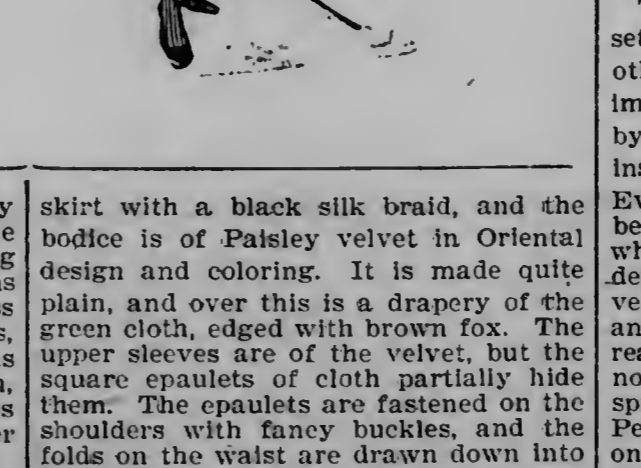 skirt with a black silk braid, and the
bodice is of Paisley velvet in Oriental
design and coloring. It is made quite
plain, and over this is a drapery of the
green cloth, edged with brown fox. The
upper sleeves are of the velvet, but the
square epaulets of cloth partially hide
them. The epaulets are fastened on the
shoulders with fancy buckles, and the
folds on the waist are drawn down into